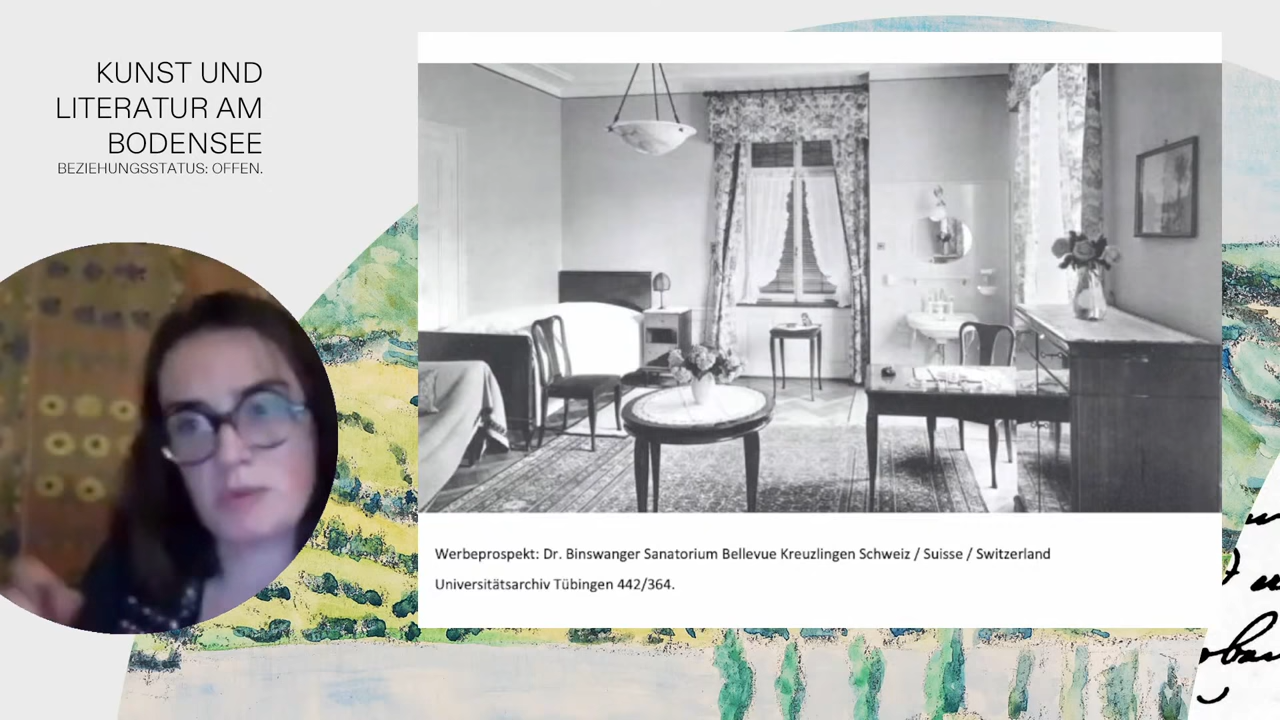 KUNST UND
LITERATUR AM
BODENSEE
BEZIEHUNGSSTATUS: OFFEN.
Werbeprospekt: Dr. Binswanger Sanatorium Bellevue Kreuzlingen Schweiz / Suisse / Switzerland
Universitätsarchiv Tübingen 442/364.